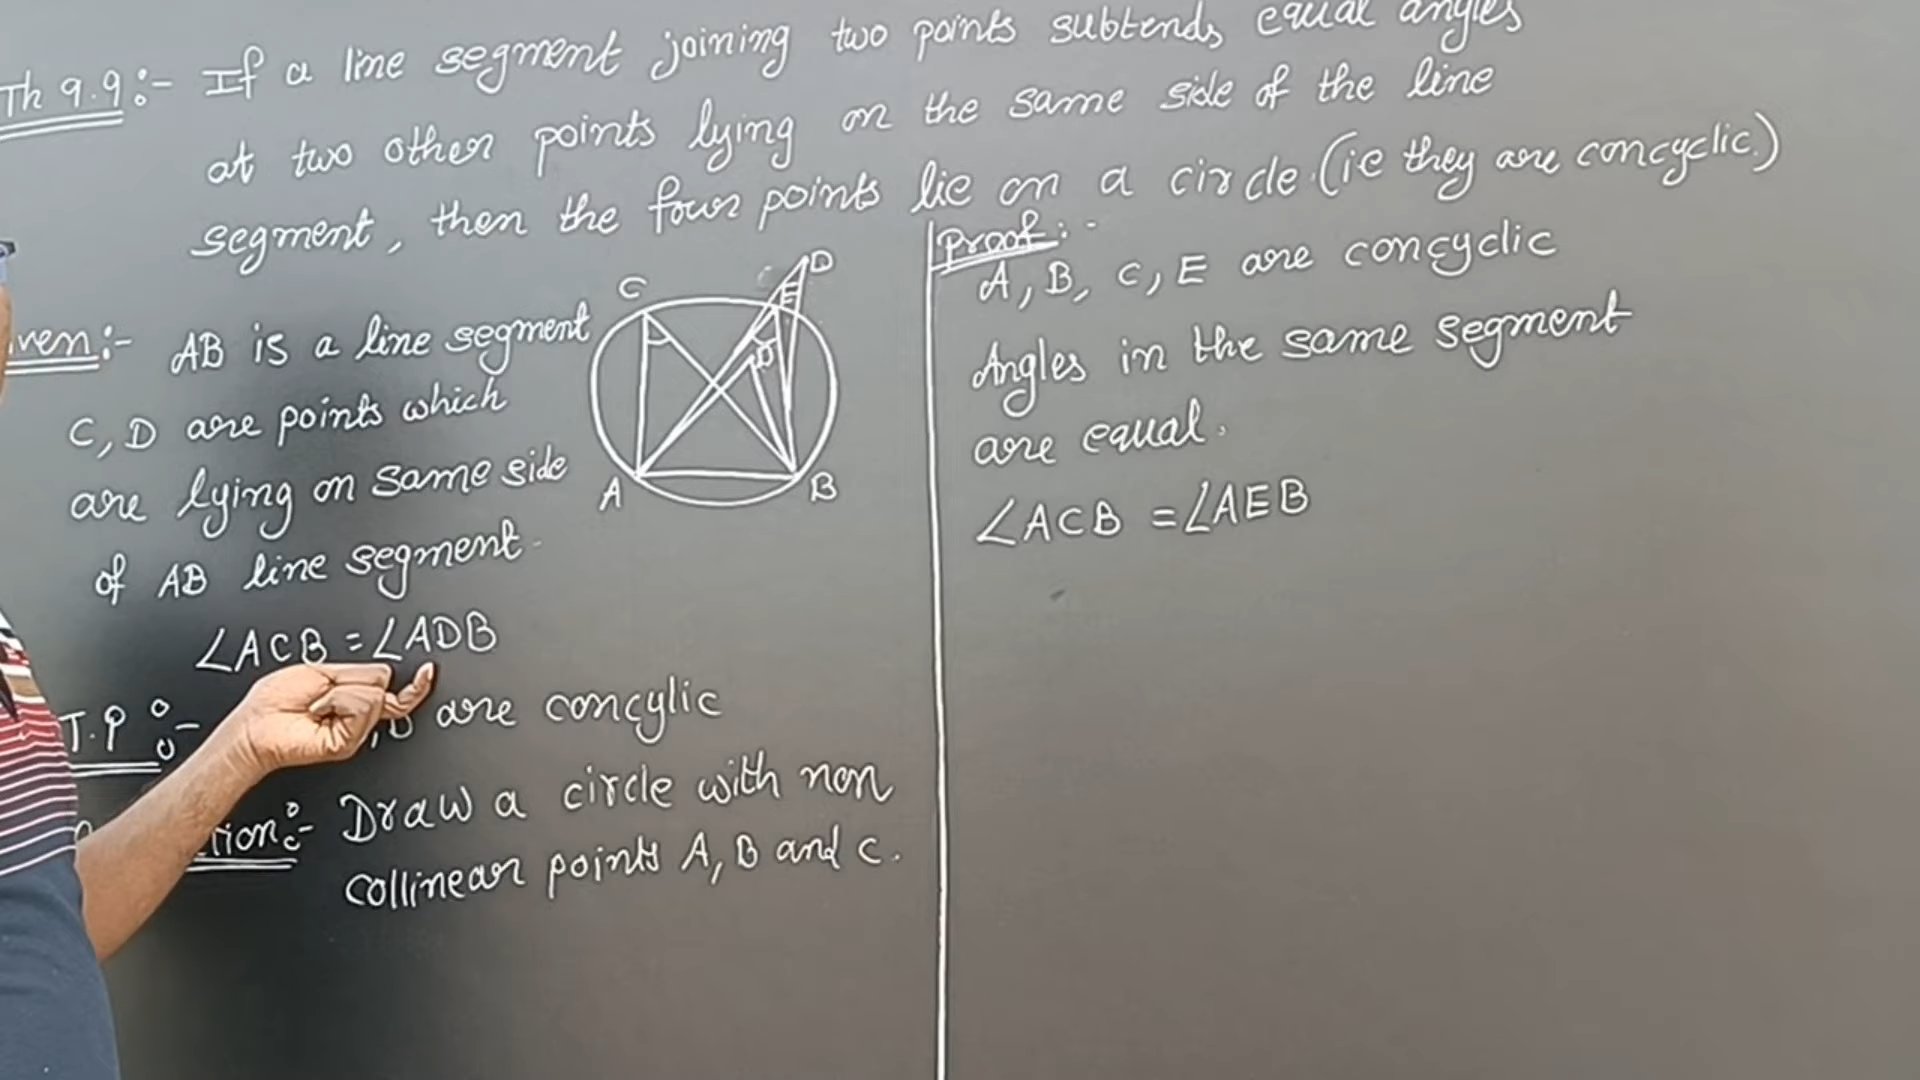 Th 9.9:- If a line segment joining two points subtends equal angles
at two other points lying on the same side of the line
segment, then the four points lie on a circle.(ie they are concyclic.)
ven:- AB is a line segment
C, D are points which
are lying on same side
of AB line segment.
∠ACB = ∠ADB
T.P :- , D are concylic
tion:- Draw a circle with non
collinear points A, B and C.
C
D
E
D
A
B
Proof:-
A, B, C, E are concyclic
Angles in the same segment
are equal.
∠ACB = ∠AEB